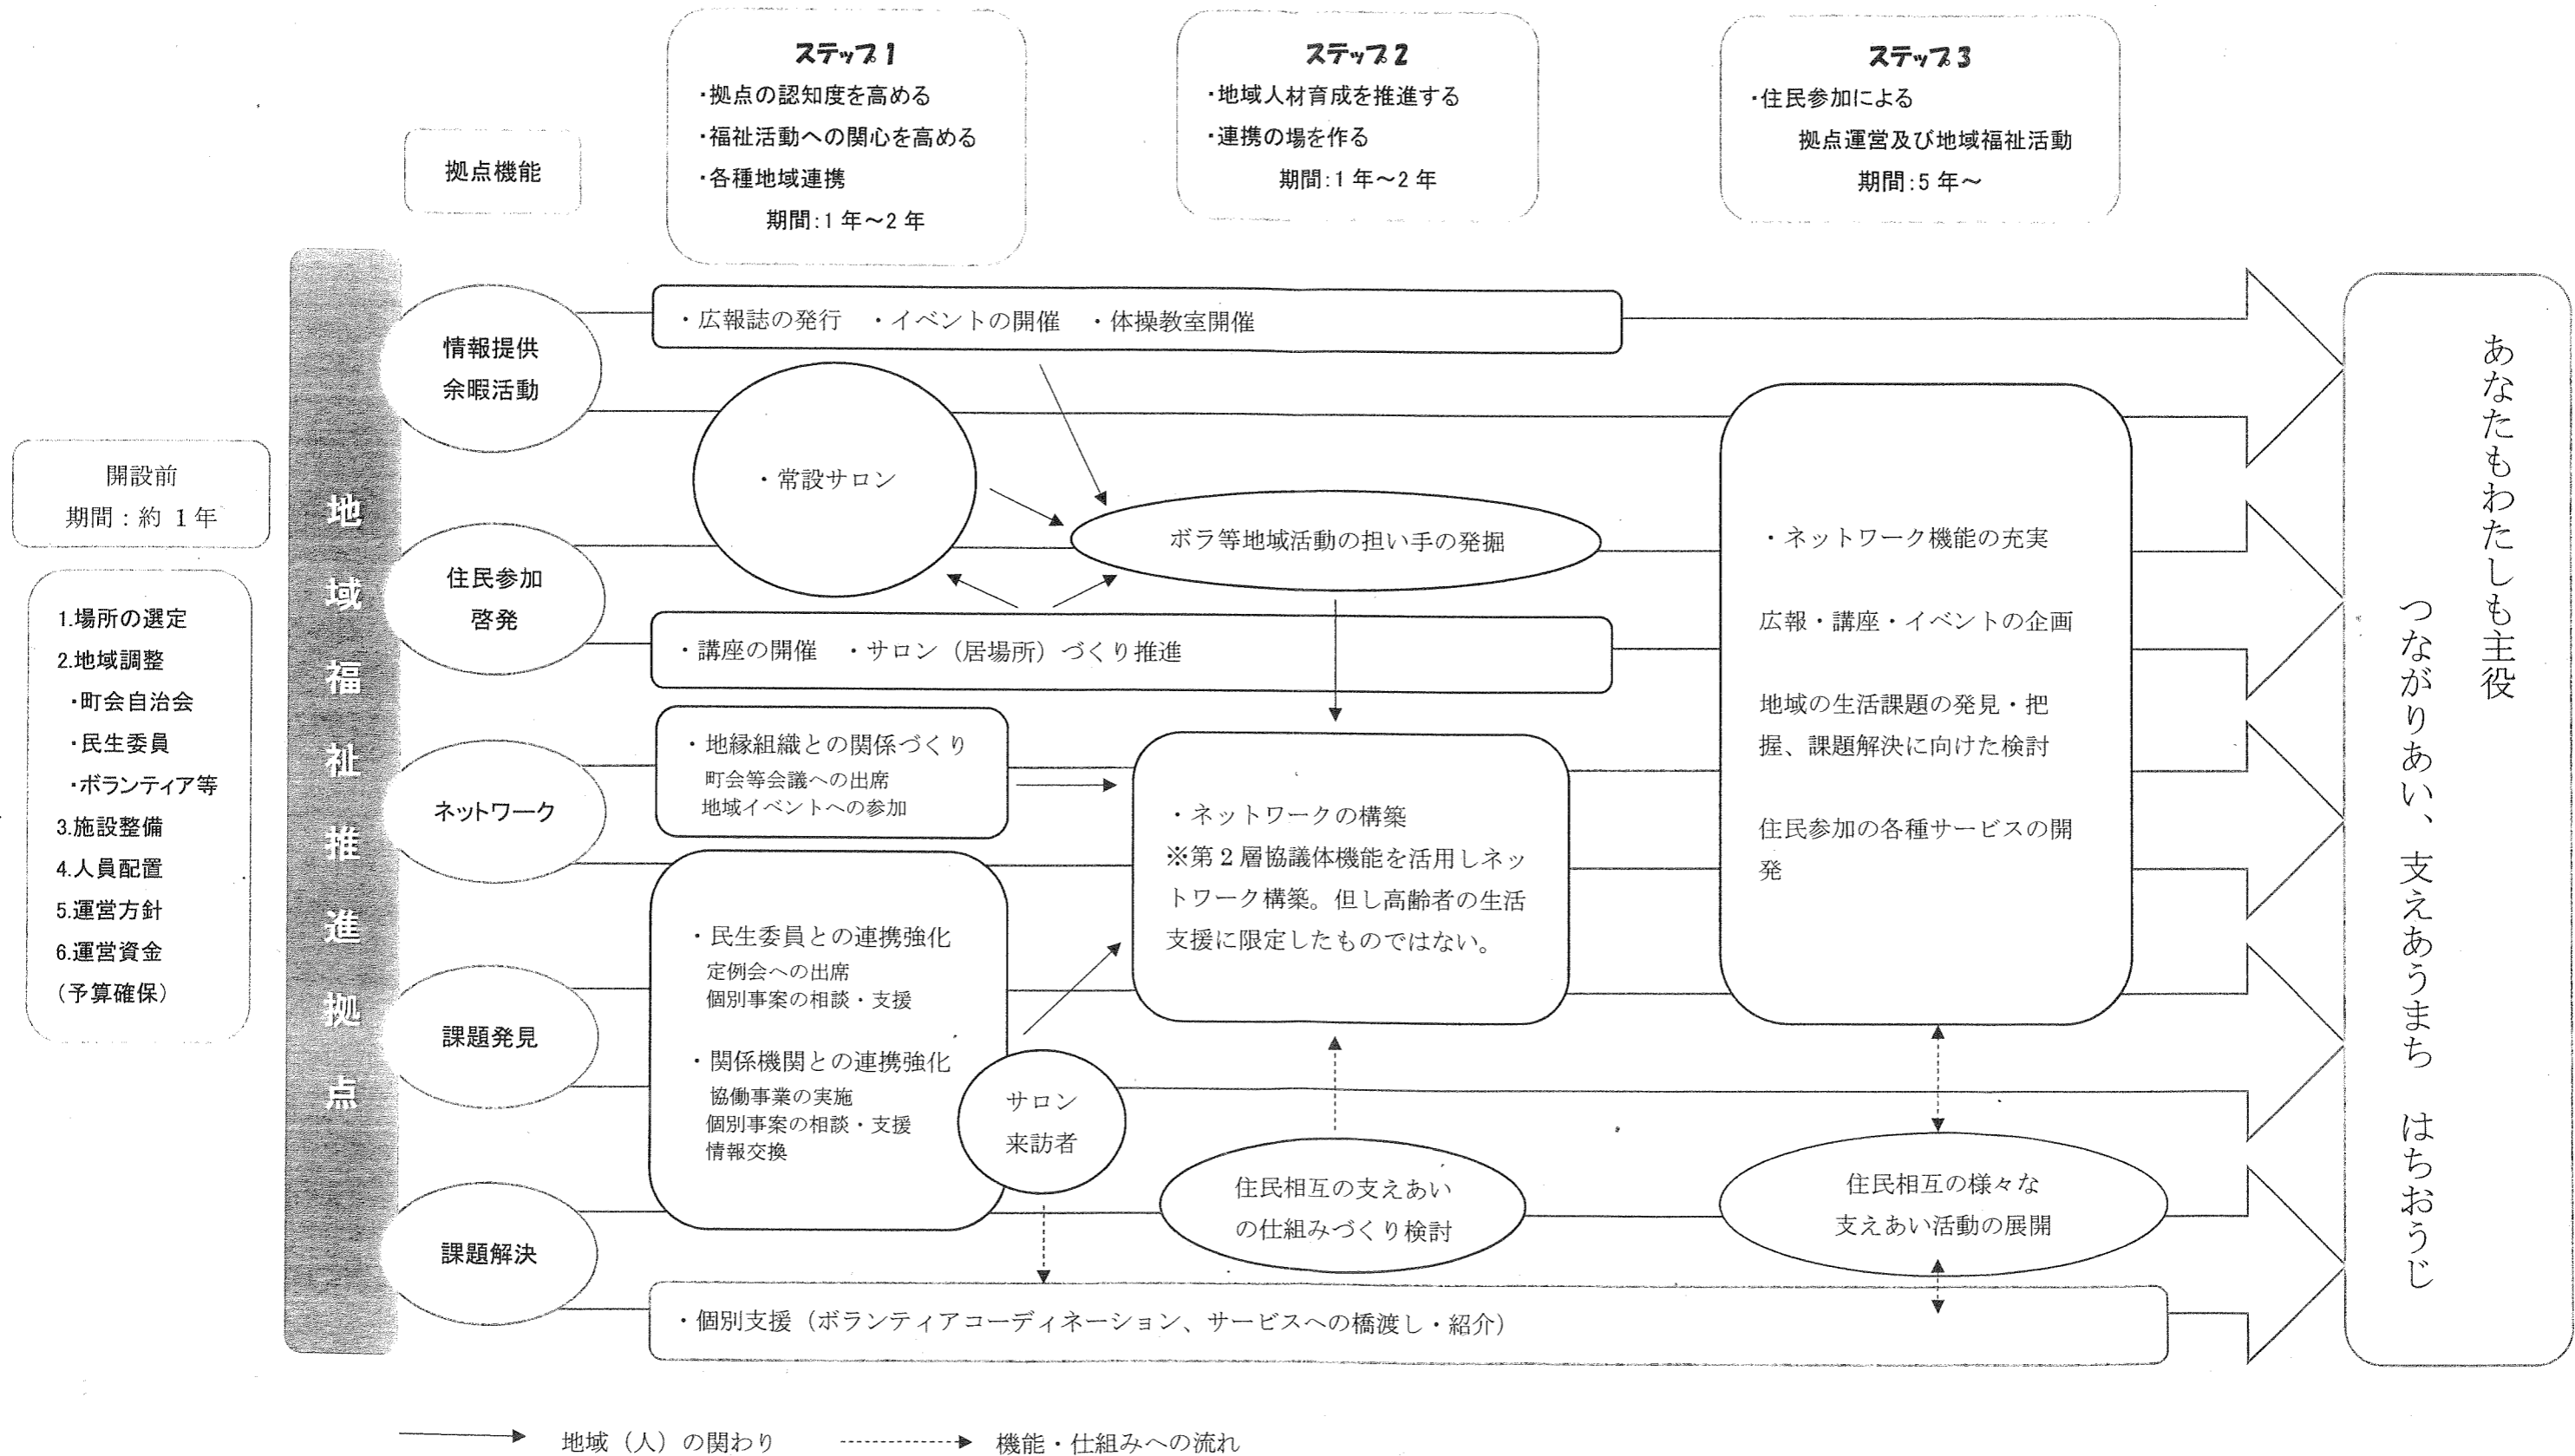 ステップ1
・拠点の認知度を高める
・福祉活動への関心を高める
・各種地域連携
期間:1年~2年
ステップ2
・地域人材育成を推進する
・連携の場を作る
期間:1年~2年
ステップ3
・住民参加による
拠点運営及び地域福祉活動
期間:5年~
拠点機能
開設前
期間:約1年
1.場所の選定
2.地域調整
・町会自治会
・民生委員
・ボランティア等
3.施設整備
4.人員配置
5.運営方針
6.運営資金
(予算確保)
地域福祉推進拠点
情報提供
余暇活動
住民参加
啓発
ネットワーク
課題発見
課題解決
・広報誌の発行 ・イベントの開催 ・体操教室開催
・常設サロン
ボラ等地域活動の担い手の発掘
・講座の開催 ・サロン(居場所)づくり推進
・地縁組織との関係づくり
町会等会議への出席
地域イベントへの参加
・民生委員との連携強化
定例会への出席
個別事案の相談・支援
・関係機関との連携強化
協働事業の実施
個別事案の相談・支援
情報交換
サロン
来訪者
・ネットワークの構築
※第2層協議体機能を活用しネッ
トワーク構築。但し高齢者の生活
支援に限定したものではない。
住民相互の支えあい
の仕組みづくり検討
・ネットワーク機能の充実
広報・講座・イベントの企画
地域の生活課題の発見・把
握、課題解決に向けた検討
住民参加の各種サービスの開
発
住民相互の様々な
支えあい活動の展開
・個別支援(ボランティアコーディネーション、サービスへの橋渡し・紹介)
あなたもわたしも主役
つながりあい、支えあうまち はちおうじ
地域(人)の関わり
機能・仕組みへの流れ